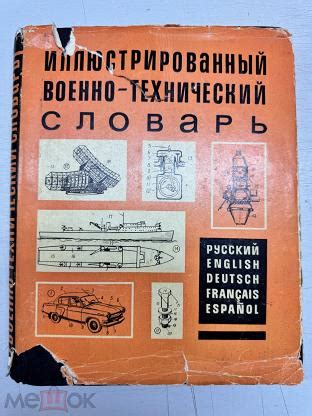 ИЛЛЮСТРИРОВАННЫЙ
ВОЕННО-ТЕХНИЧЕСКИЙ
СЛОВАРЬ
РУССКИЙ
ENGLISH
DEUTSCH
FRANÇAIS
ESPAÑOL
МЕШОК